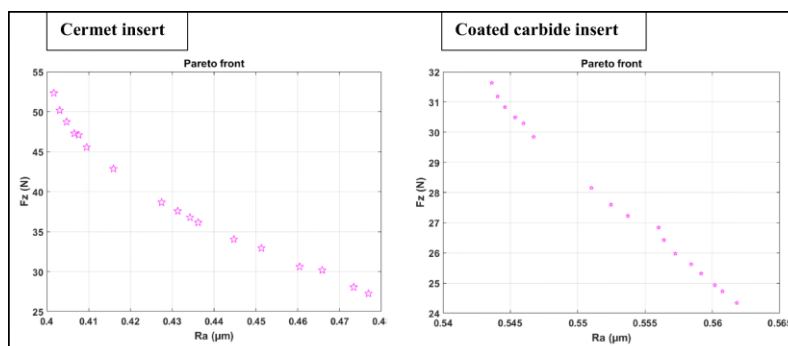 Cermet insert
Pareto front
55
50
45
40
35
30
25
Fz (N)
0.4 0.41 0.42 0.43 0.44 0.45 0.46 0.47
Ra (µm)
Coated carbide insert
Pareto front
32
31
30
29
28
27
26
25
24
Fz (N)
0.54 0.545 0.55 0.555 0.56 0.565
Ra (µm)